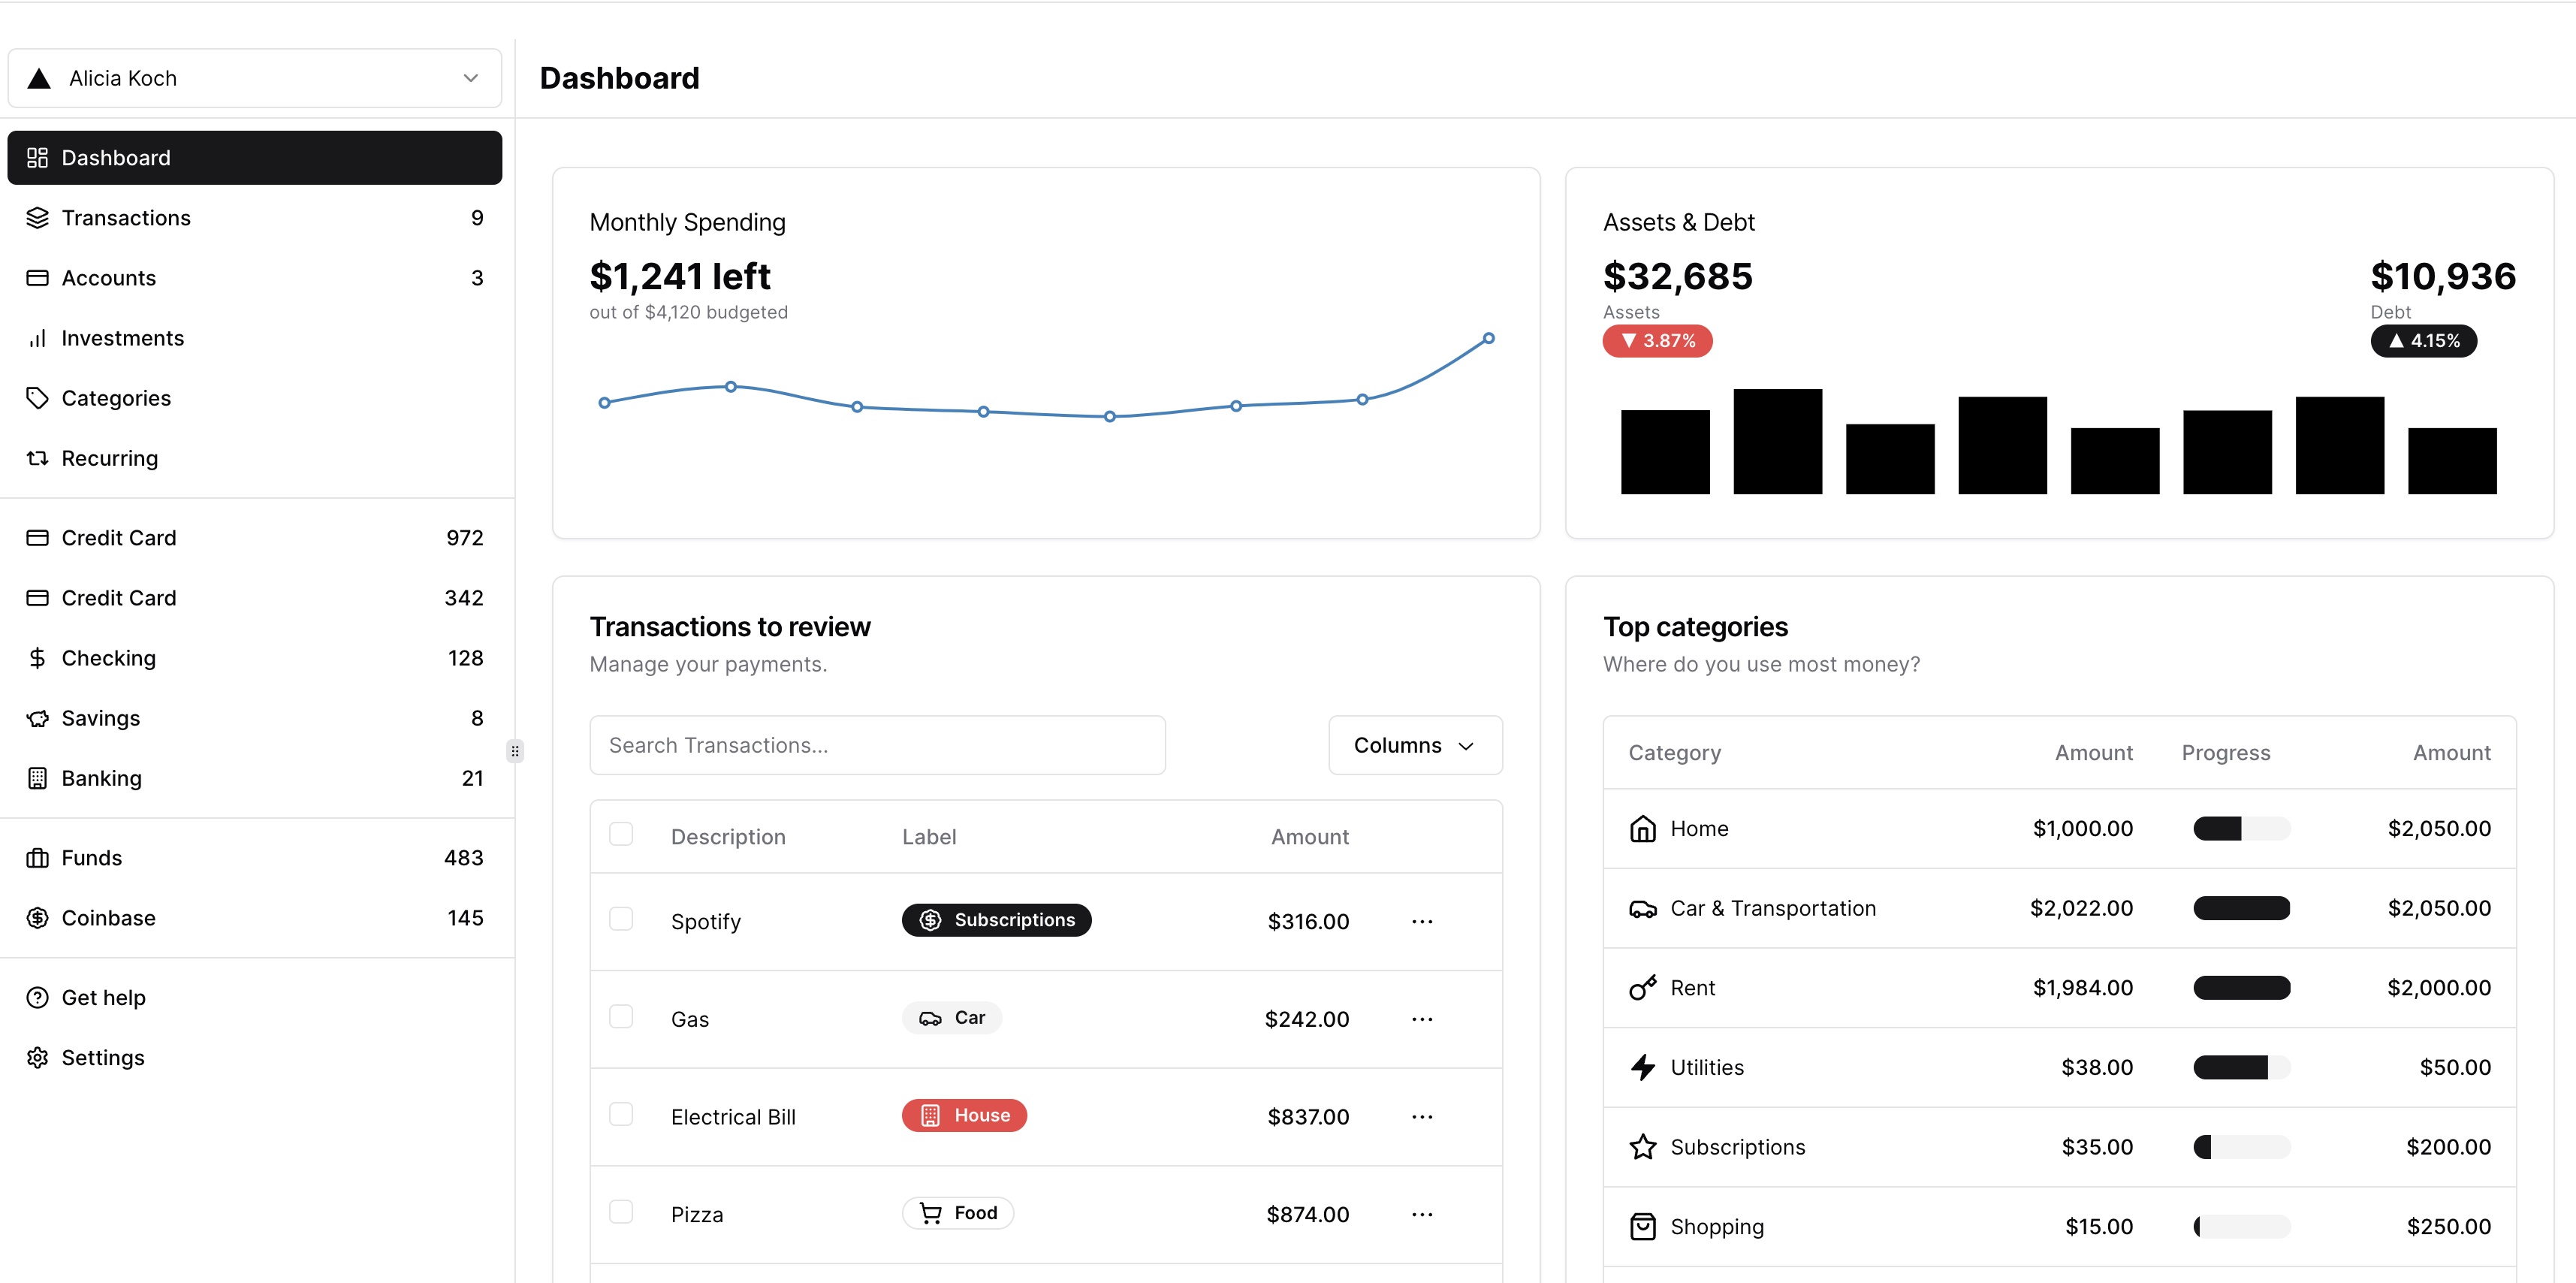 Alicia Koch
Dashboard
Transactions 9
Accounts 3
Investments
Categories
Recurring
Credit Card 972
Credit Card 342
Checking 128
Savings 8
Banking 21
Funds 483
Coinbase 145
Get help
Settings
Dashboard
Monthly Spending
$1,241 left
out of $4,120 budgeted
Assets & Debt
$32,685 $10,936
Assets Debt
▼ 3.87% ▲ 4.15%
Transactions to review
Manage your payments.
Search Transactions...
Columns
Description Label Amount
Spotify Subscriptions $316.00 ...
Gas Car $242.00 ...
Electrical Bill House $837.00 ...
Pizza Food $874.00 ...
Top categories
Where do you use most money?
Category Amount Progress Amount
Home $1,000.00 $2,050.00
Car & Transportation $2,022.00 $2,050.00
Rent $1,984.00 $2,000.00
Utilities $38.00 $50.00
Subscriptions $35.00 $200.00
Shopping $15.00 $250.00